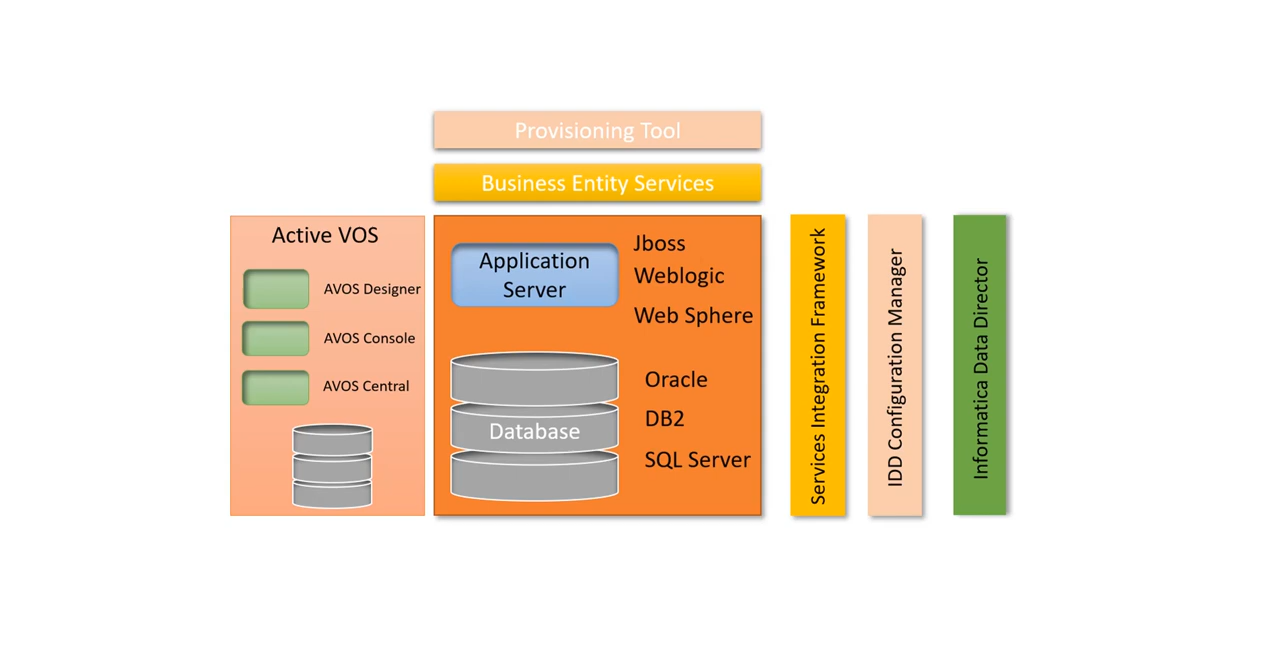 Provisioning Tool
Business Entity Services
Active VOS
AVOS Designer
AVOS Console
AVOS Central
Application
Server
Jboss
Weblogic
Web Sphere
Database
Oracle
DB2
SQL Server
Services Integration Framework
IDD Configuration Manager
Informatica Data Director